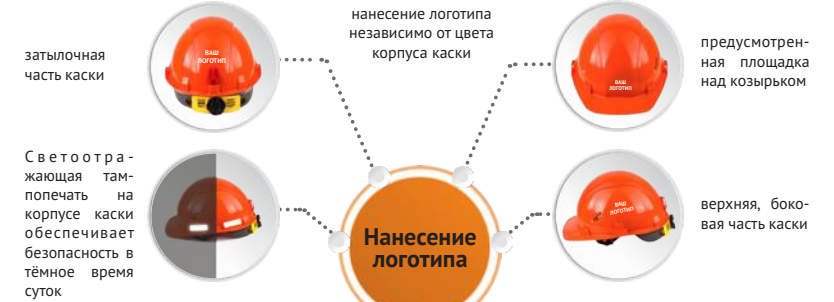 затылочная
часть каски
ВАШ
ЛОГОТИП
нанесение логотипа
независимо от цвета
корпуса каски
ВАШ
ЛОГОТИП
предусмотрен-
ная площадка
над козырьком
Светоотра-
жающая там-
попечать на
корпусе каски
обеспечивает
безопасность в
тёмное время
суток
Нанесение
логотипа
ВАШ
ЛОГОТИП
верхняя, боко-
вая часть каски